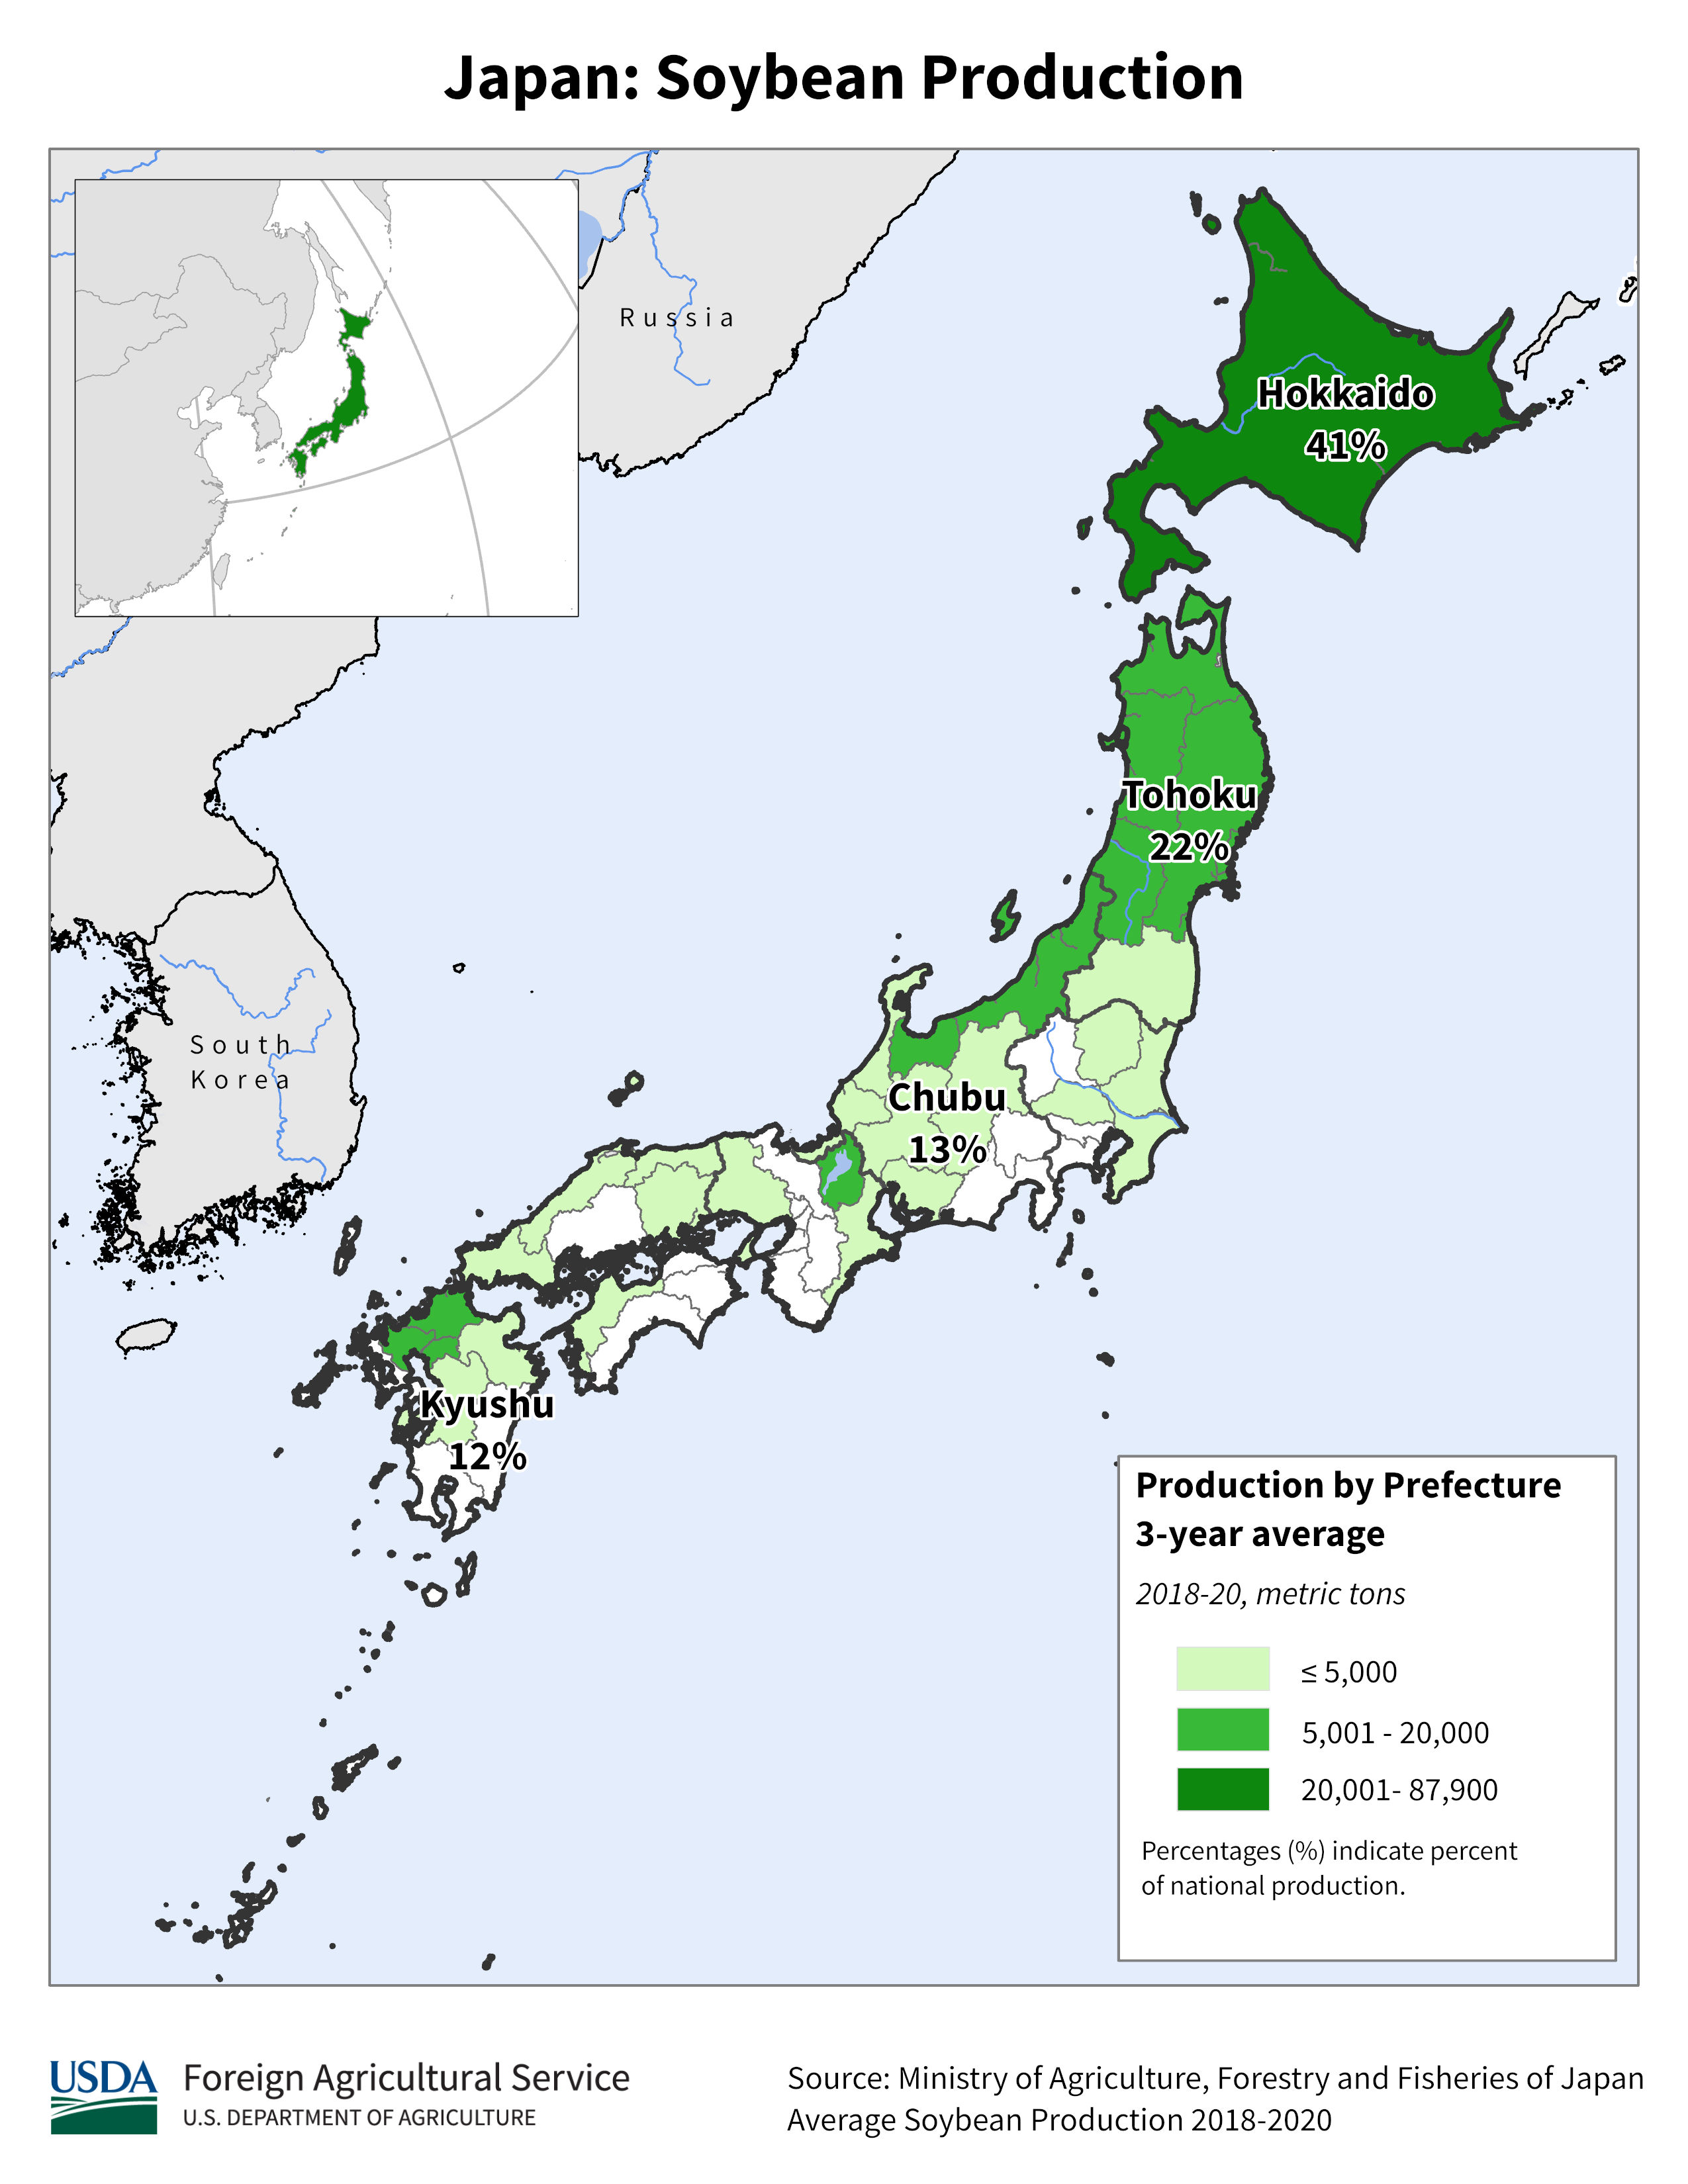 Japan: Soybean Production
Russia
Hokkaido
41%
Tohoku
22%
South
Korea
Chubu
13%
Kyushu
12%
Production by Prefecture
3-year average
2018-20, metric tons
≤ 5,000
5,001 - 20,000
20,001- 87,900
Percentages (%) indicate percent
of national production.
USDA
Foreign Agricultural Service
U.S. DEPARTMENT OF AGRICULTURE
Source: Ministry of Agriculture, Forestry and Fisheries of Japan
Average Soybean Production 2018-2020